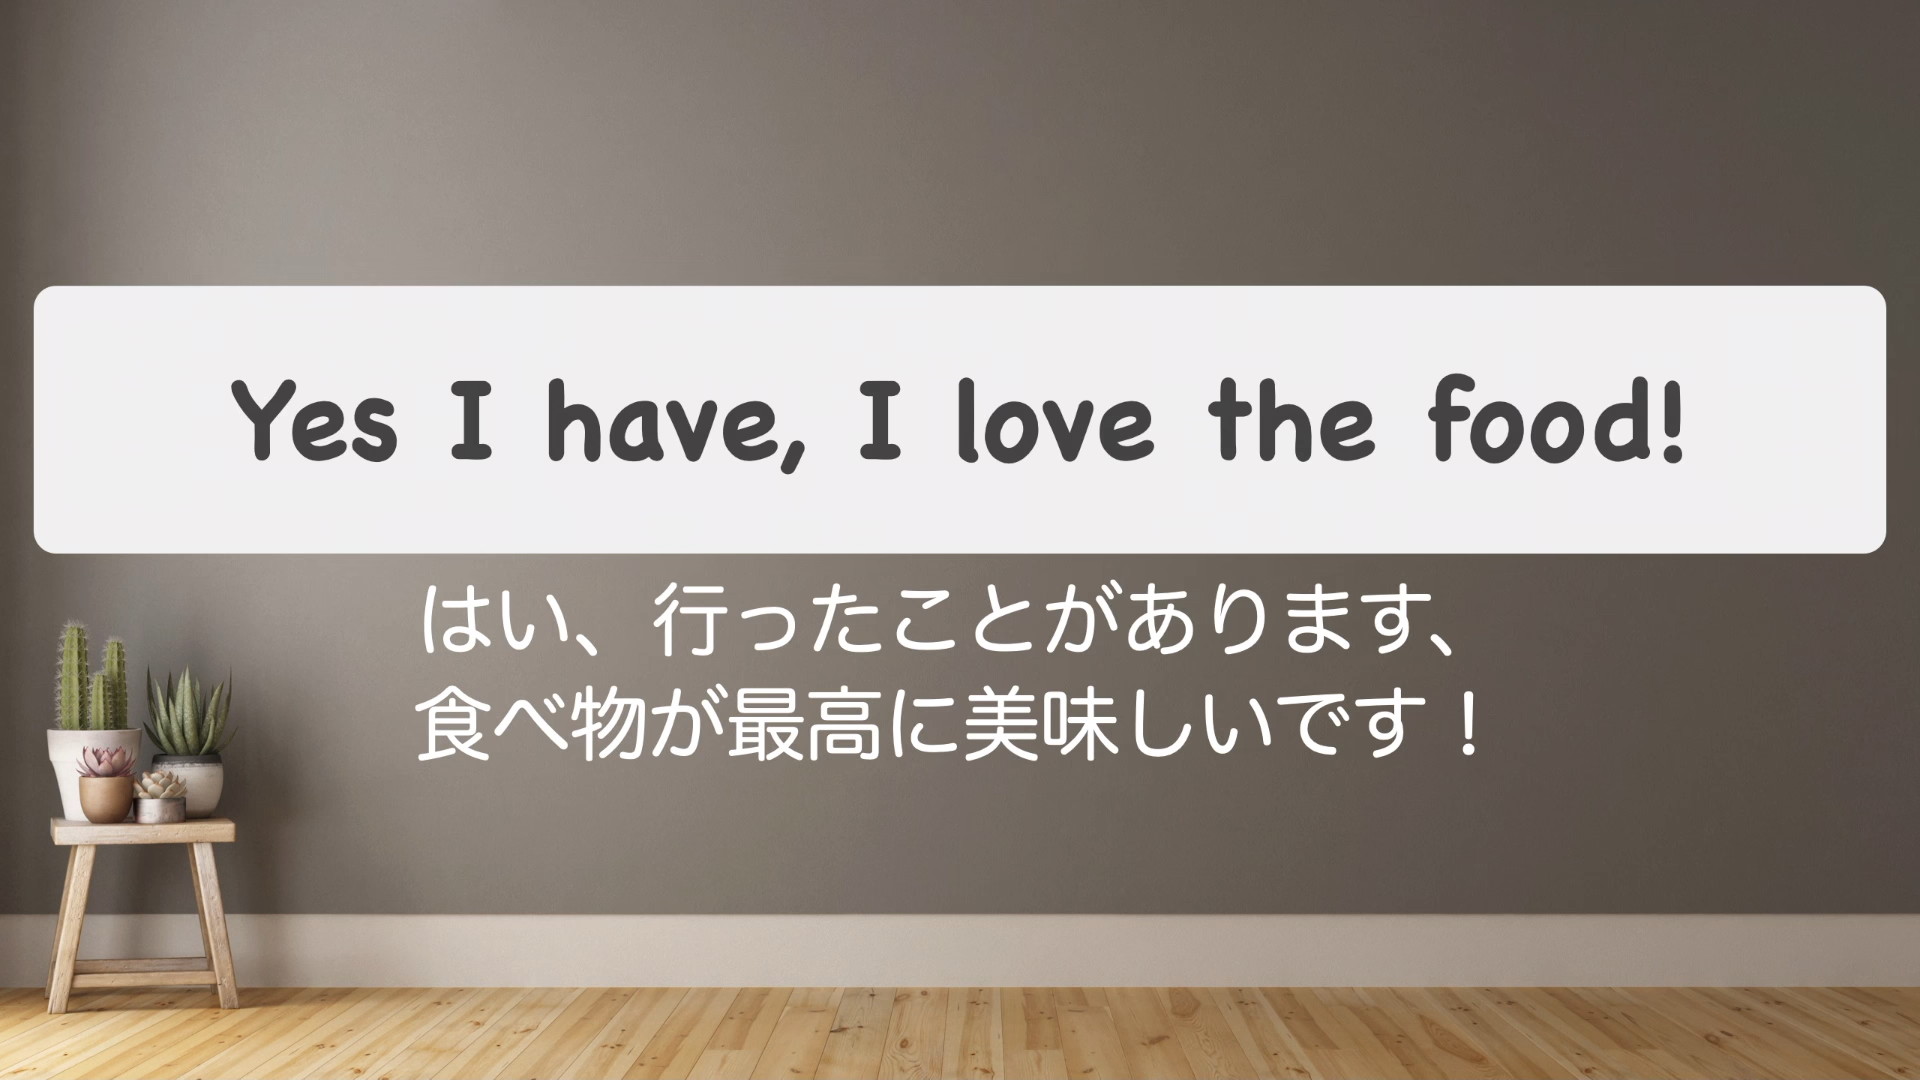 Yes I have, I love the food!
はい、行ったことがあります、
食べ物が最高に美味しいです！